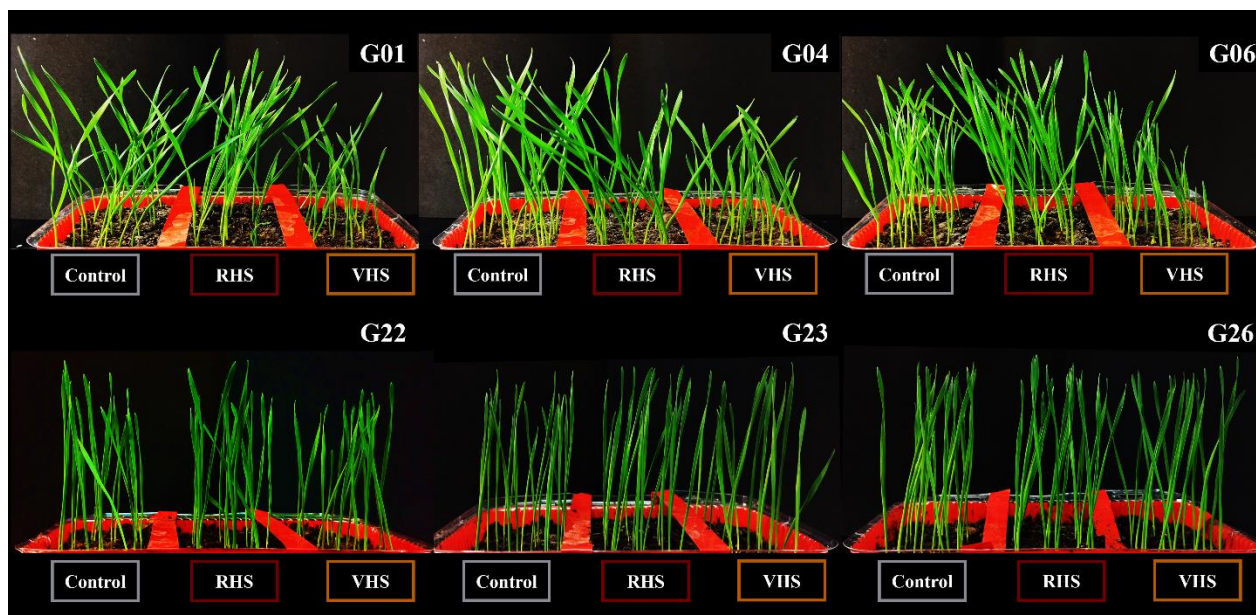 G01 G04 G06
Control RHS VHS Control RHS VHS Control RHS VHS
G22 G23 G26
Control RHS VHS Control RHS VHS Control RHS VHS